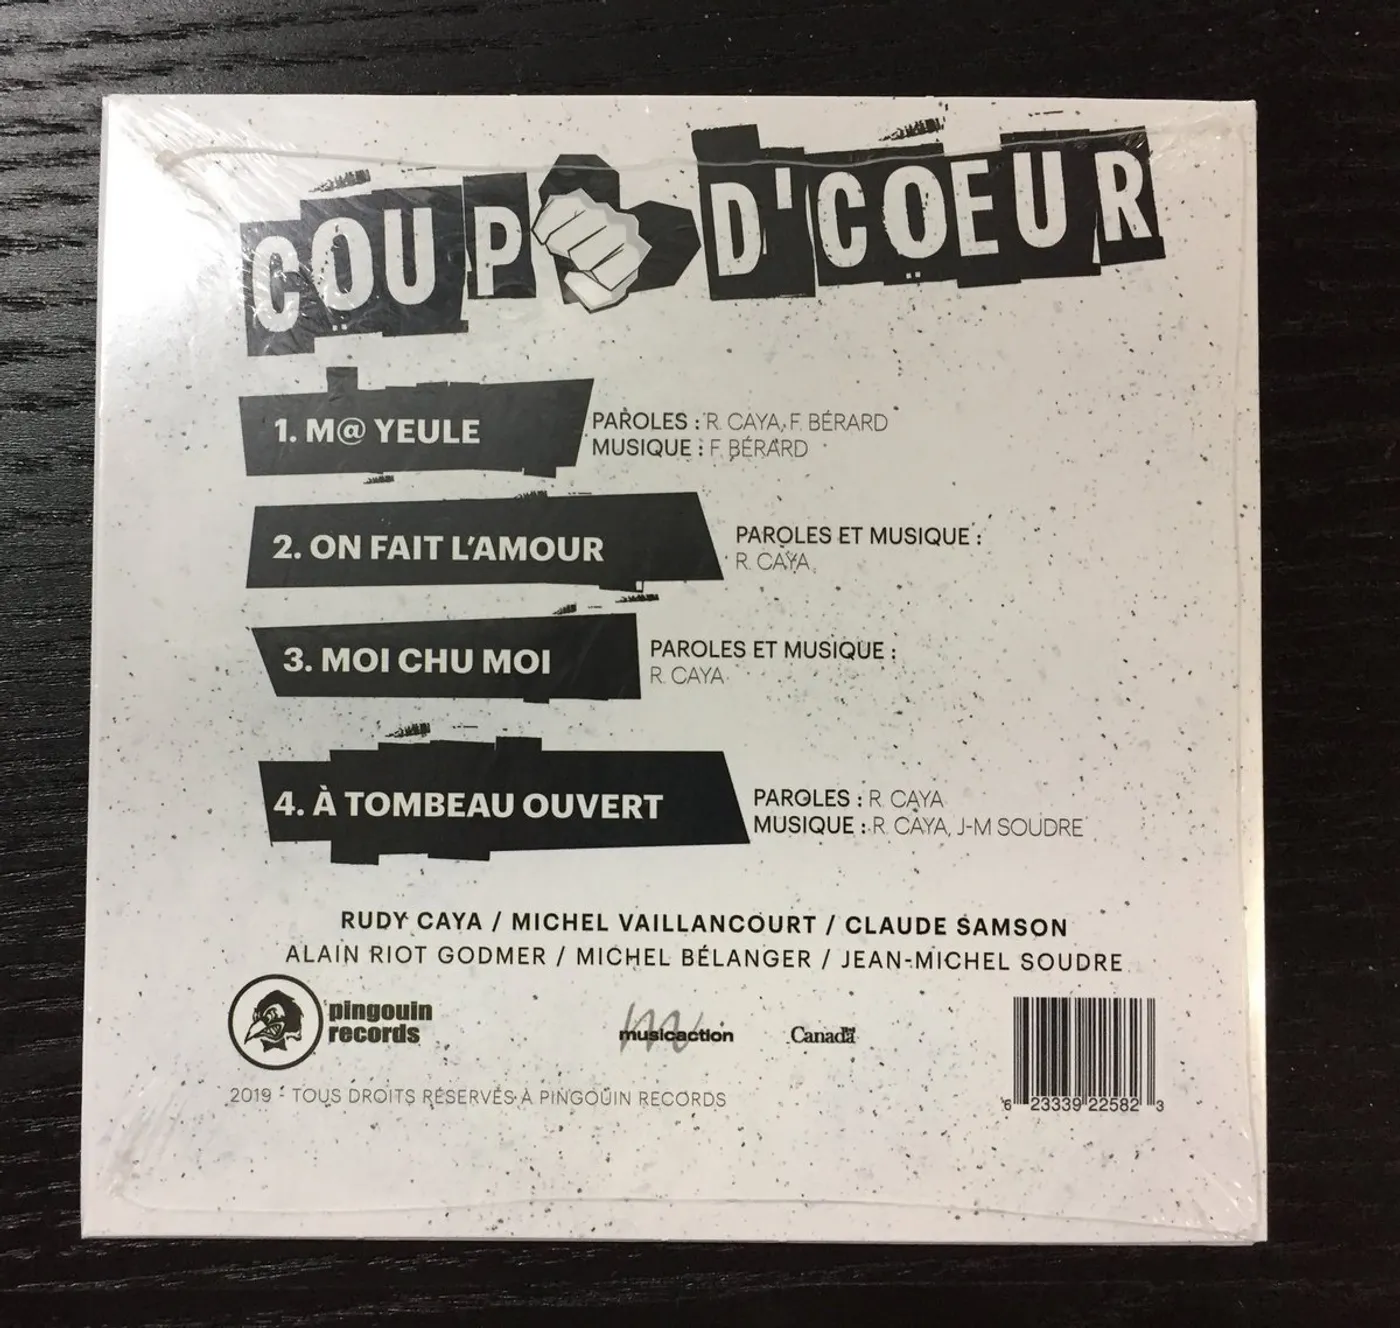 COUP D'COEUR
1. M@ YEULE
PAROLES : R. CAYA, F. BÉRARD
MUSIQUE : F. BÉRARD
2. ON FAIT L'AMOUR
PAROLES ET MUSIQUE :
R. CAYA
3. MOI CHU MOI
PAROLES ET MUSIQUE :
R. CAYA
4. À TOMBEAU OUVERT
PAROLES : R. CAYA
MUSIQUE : R. CAYA, J-M SOUDRE
RUDY CAYA / MICHEL VAILLANCOURT / CLAUDE SAMSON
ALAIN RIOT GODMER / MICHEL BÉLANGER / JEAN-MICHEL SOUDRE
pingouin
records
musicaction
Canada
2019 - TOUS DROITS RÉSERVÉS À PINGOUIN RECORDS
6 23339 22582 3